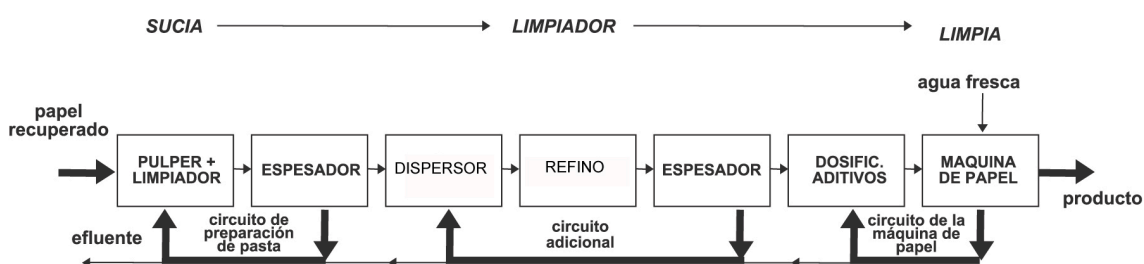 SUCIA
LIMPIADOR
LIMPIA
agua fresca
papel
recuperado
PULPER +
LIMPIADOR
ESPESADOR
DISPERSOR
REFINO
ESPESADOR
DOSIFIC.
ADITIVOS
MAQUINA
DE PAPEL
producto
efluente
circuito de
preparación
de pasta
circuito
adicional
circuito de la
máquina de
papel